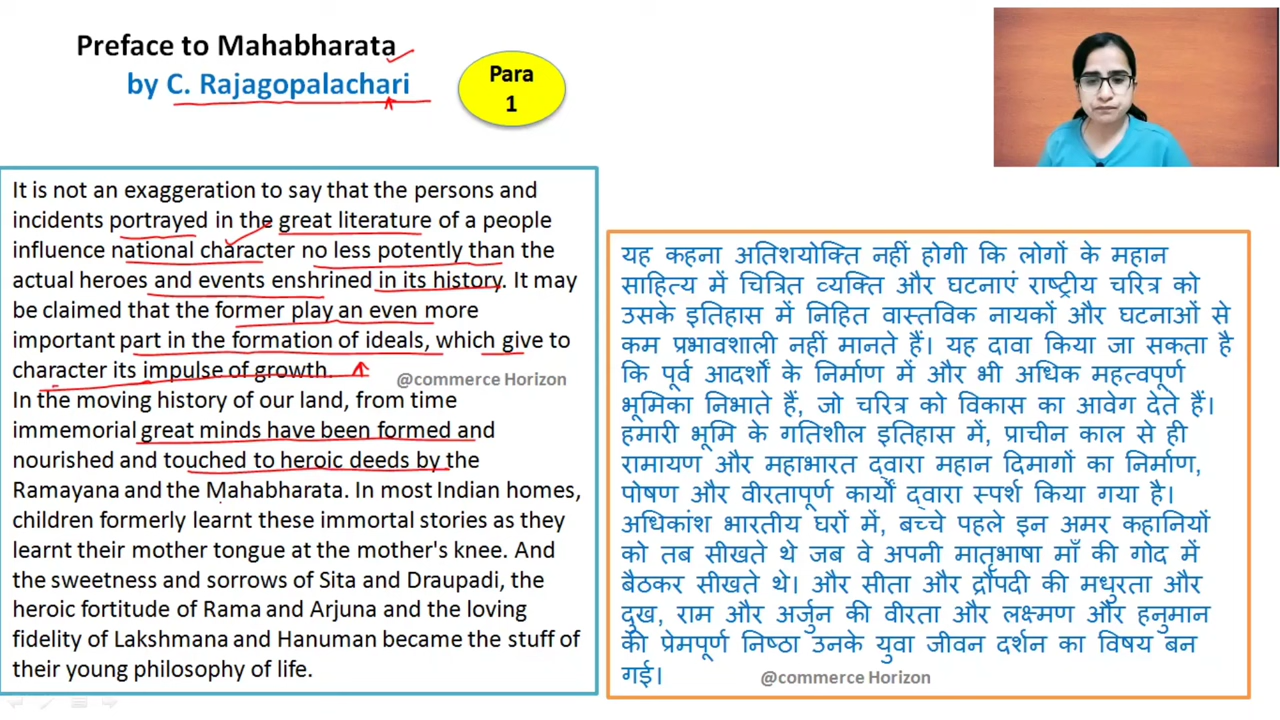 Preface to Mahabharata
by C. Rajagopalachari
Para
1
It is not an exaggeration to say that the persons and
incidents portrayed in the great literature of a people
influence national character no less potently than the
actual heroes and events enshrined in its history. It may
be claimed that the former play an even more
important part in the formation of ideals, which give to
character its impulse of growth.
@commerce Horizon
In the moving history of our land, from time
immemorial great minds have been formed and
nourished and touched to heroic deeds by the
Ramayana and the Mahabharata. In most Indian homes,
children formerly learnt these immortal stories as they
learnt their mother tongue at the mother's knee. And
the sweetness and sorrows of Sita and Draupadi, the
heroic fortitude of Rama and Arjuna and the loving
fidelity of Lakshmana and Hanuman became the stuff of
their young philosophy of life.
यह कहना अतिशयोक्ति नहीं होगी कि लोगों के महान
साहित्य में चित्रित व्यक्ति और घटनाएं राष्ट्रीय चरित्र को
उसके इतिहास में निहित वास्तविक नायकों और घटनाओं से
कम प्रभावशाली नहीं मानते हैं। यह दावा किया जा सकता है
कि पूर्व आदर्शों के निर्माण में और भी अधिक महत्वपूर्ण
भूमिका निभाते हैं, जो चरित्र को विकास का आवेग देते हैं।
हमारी भूमि के गतिशील इतिहास में, प्राचीन काल से ही
रामायण और महाभारत द्वारा महान दिमागों का निर्माण,
पोषण और वीरतापूर्ण कार्यों द्वारा स्पर्श किया गया है।
अधिकांश भारतीय घरों में, बच्चे पहले इन अमर कहानियों
को तब सीखते थे जब वे अपनी मातृभाषा माँ की गोद में
बैठकर सीखते थे। और सीता और द्रौपदी की मधुरता और
दुख, राम और अर्जुन की वीरता और लक्ष्मण और हनुमान
की प्रेमपूर्ण निष्ठा उनके युवा जीवन दर्शन का विषय बन
गई।
@commerce Horizon